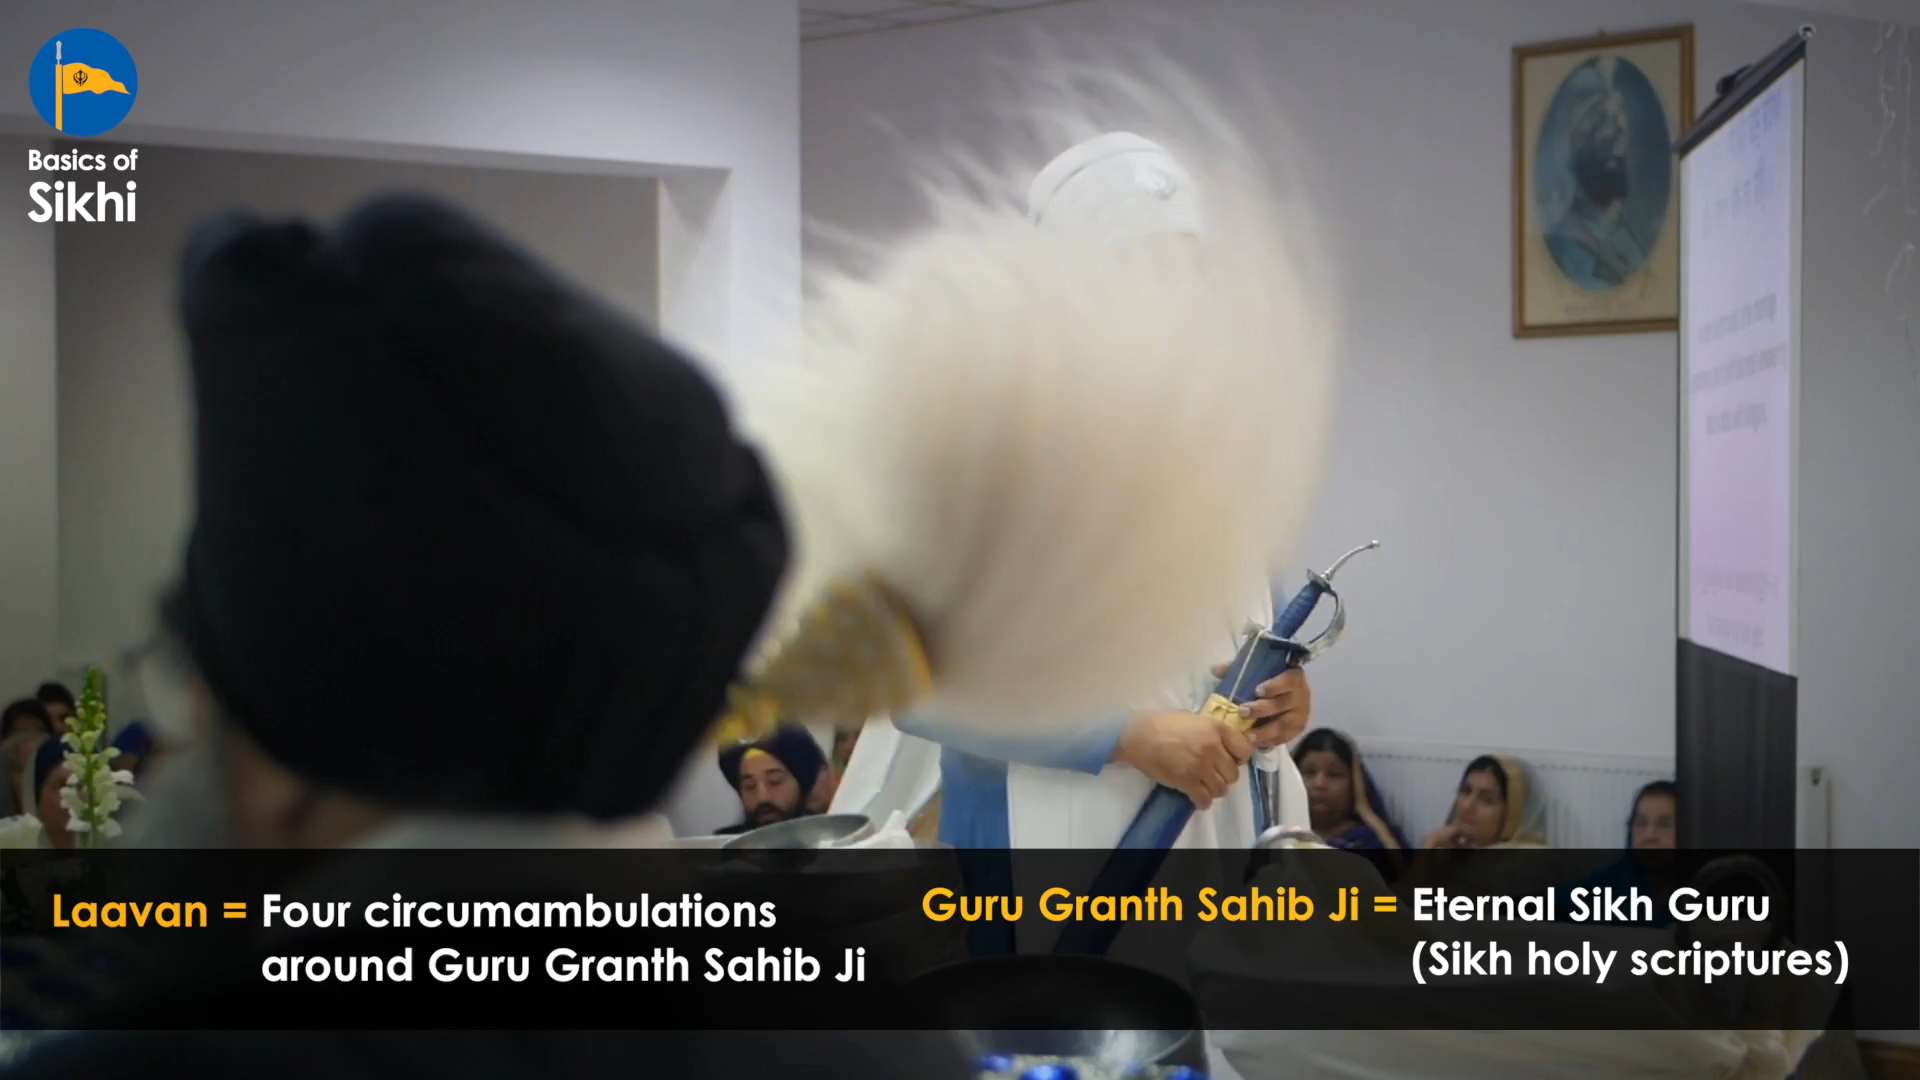 Basics of
Sikhi
Laavan = Four circumambulations
around Guru Granth Sahib Ji
Guru Granth Sahib Ji = Eternal Sikh Guru
(Sikh holy scriptures)